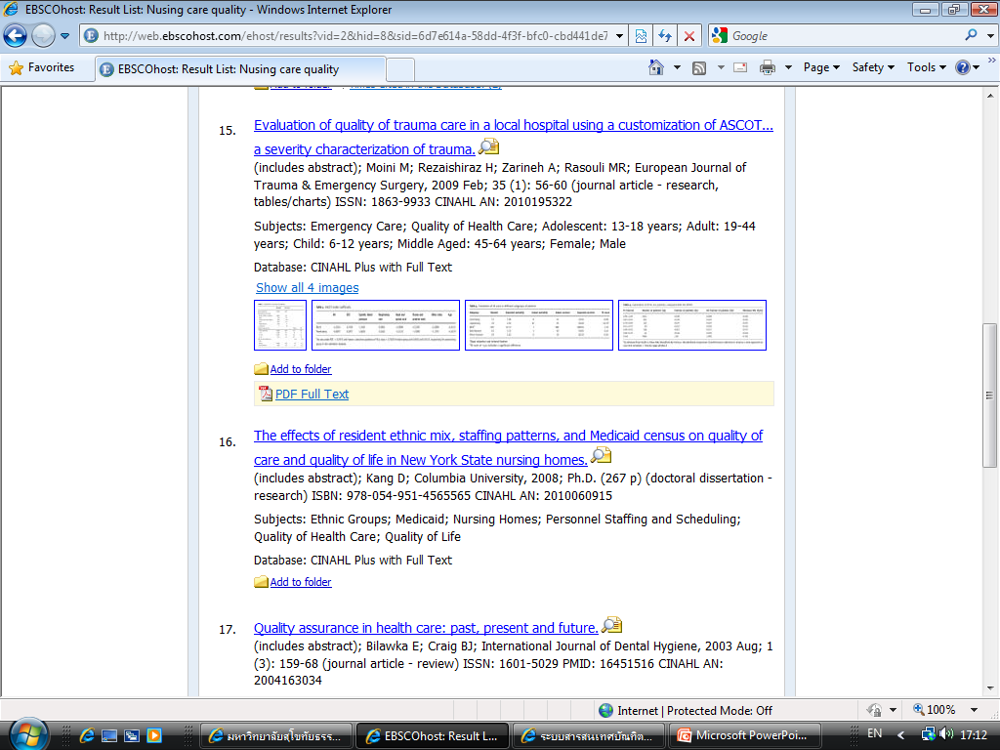 EBSCOhost: Result List: Nusing care quality - Windows Internet Explorer
http://web.ebscohost.com/ehost/results?vid=2&hid=8&sid=6d7e614a-58dd-4f3f-bfc0-cbd441de7
Google
Favorites
EBSCOhost: Result List: Nusing care quality
Page
Safety
Tools
15.
Evaluation of quality of trauma care in a local hospital using a customization of ASCOT...
a severity characterization of trauma.
(includes abstract); Moini M; Rezaishiraz H; Zarineh A; Rasouli MR; European Journal of
Trauma & Emergency Surgery, 2009 Feb; 35 (1): 56-60 (journal article - research,
tables/charts) ISSN: 1863-9933 CINAHL AN: 2010195322
Subjects: Emergency Care; Quality of Health Care; Adolescent: 13-18 years; Adult: 19-44
years; Child: 6-12 years; Middle Aged: 45-64 years; Female; Male
Database: CINAHL Plus with Full Text
Show all 4 images
Add to folder
PDF Full Text
16.
The effects of resident ethnic mix, staffing patterns, and Medicaid census on quality of
care and quality of life in New York State nursing homes.
(includes abstract); Kang D; Columbia University, 2008; Ph.D. (267 p) (doctoral dissertation -
research) ISBN: 978-054-951-4565565 CINAHL AN: 2010060915
Subjects: Ethnic Groups; Medicaid; Nursing Homes; Personnel Staffing and Scheduling;
Quality of Health Care; Quality of Life
Database: CINAHL Plus with Full Text
Add to folder
17.
Quality assurance in health care: past, present and future.
(includes abstract); Bilawka E; Craig BJ; International Journal of Dental Hygiene, 2003 Aug; 1
(3): 159-68 (journal article - review) ISSN: 1601-5029 PMID: 16451516 CINAHL AN:
2004163034
Internet | Protected Mode: Off
100%
มหาวิทยาลัยสุโขทัยธรร...
EBSCOhost: Result L...
ระบบสารสนเทศบัณฑิต...
Microsoft PowerPoi...
EN
17:12